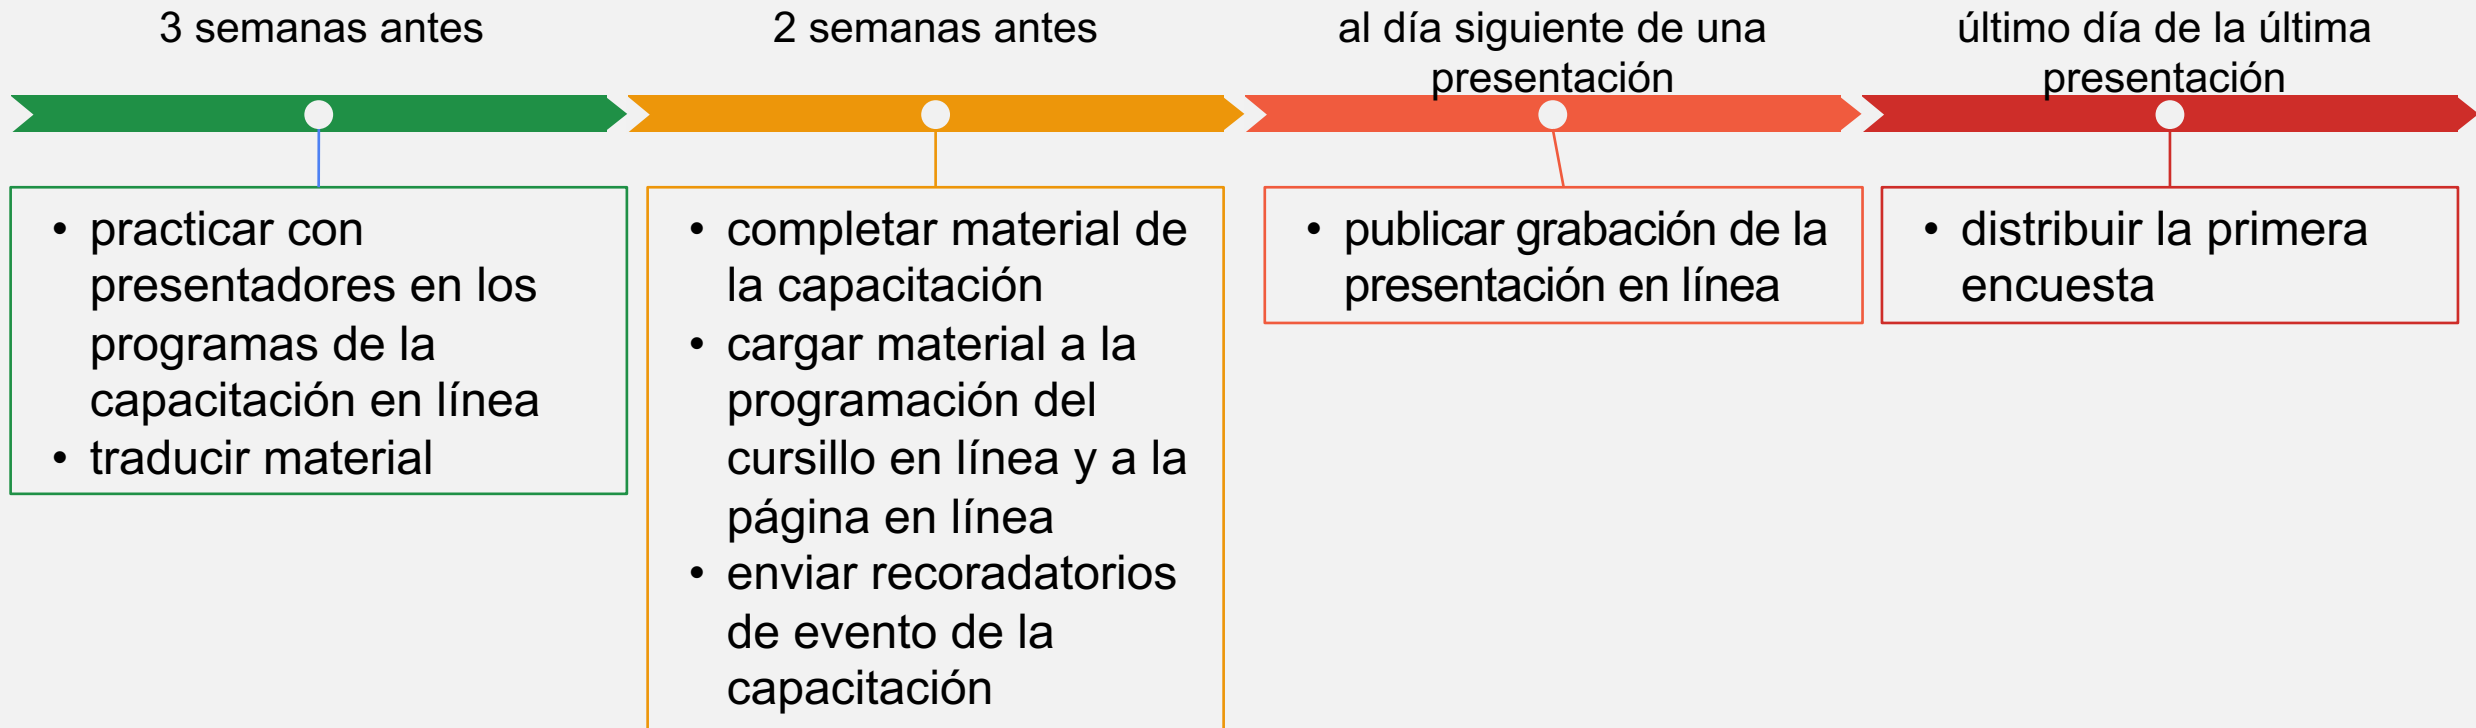 3 semanas antes
2 semanas antes
al día siguiente de una
presentación
último día de la última
presentación
• practicar con
presentadores en los
programas de la
capacitación en línea
• traducir material
• completar material de
la capacitación
• cargar material a la
programación del
cursillo en línea y a la
página en línea
• enviar recoradatorios
de evento de la
capacitación
• publicar grabación de la
presentación en línea
• distribuir la primera
encuesta